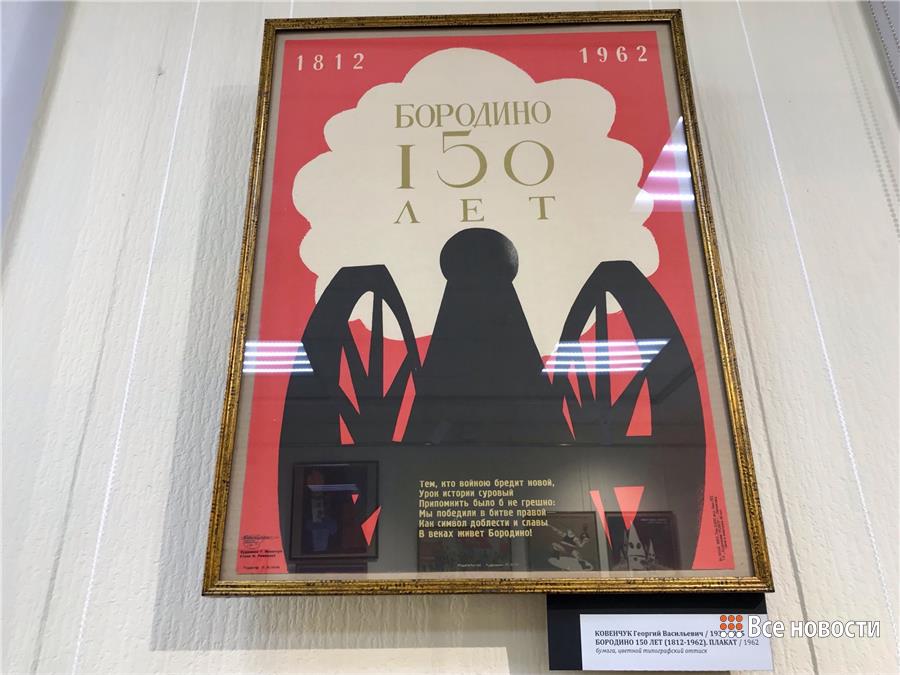 1812
1962
БОРОДИНО
150
ЛЕТ
Тем, кто войною бредит новой,
Урок истории суровый
Припомнить было б не грешно:
Мы победили в битве правой—
Как символ доблести и славы
В веках живет Бородино!
КОВЕНЧУК Георгий Васильевич /
БОРОДИНО 150 ЛЕТ (1812-1962). ПЛАКАТ / 1962
бумага, цветной типографский оттиск
Все новости